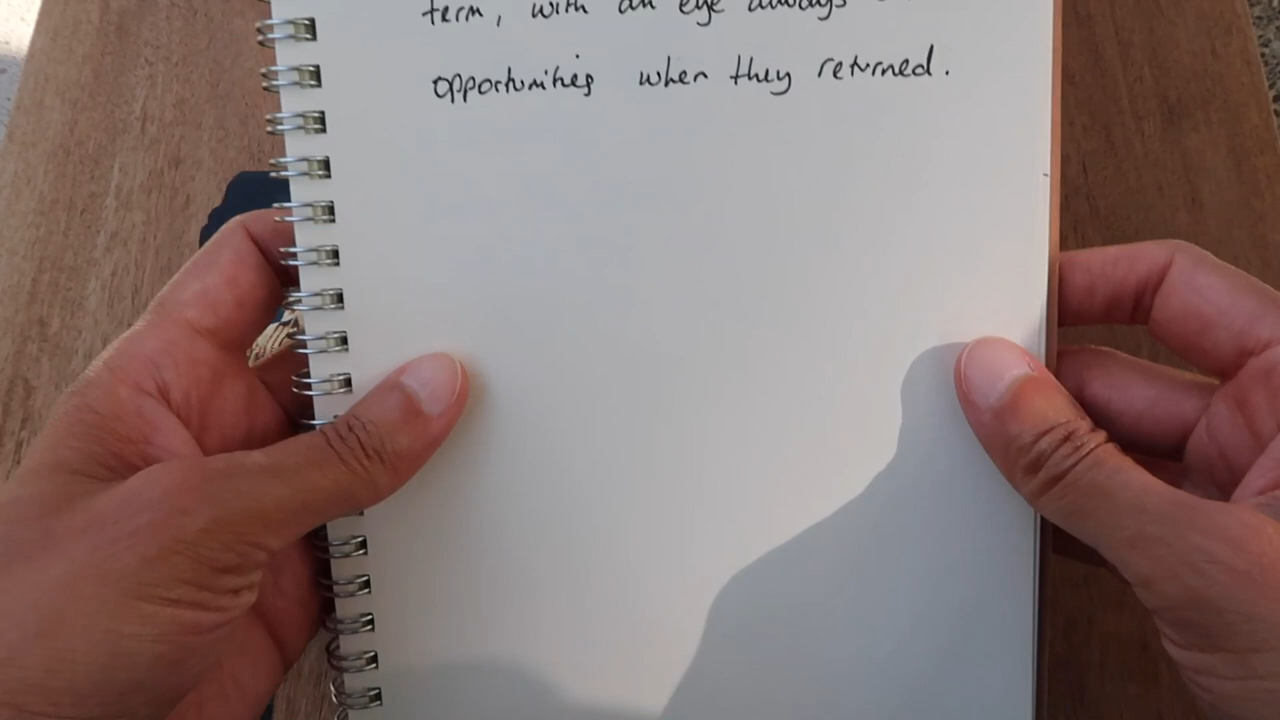 term, with an eye always
opportunities when they returned.